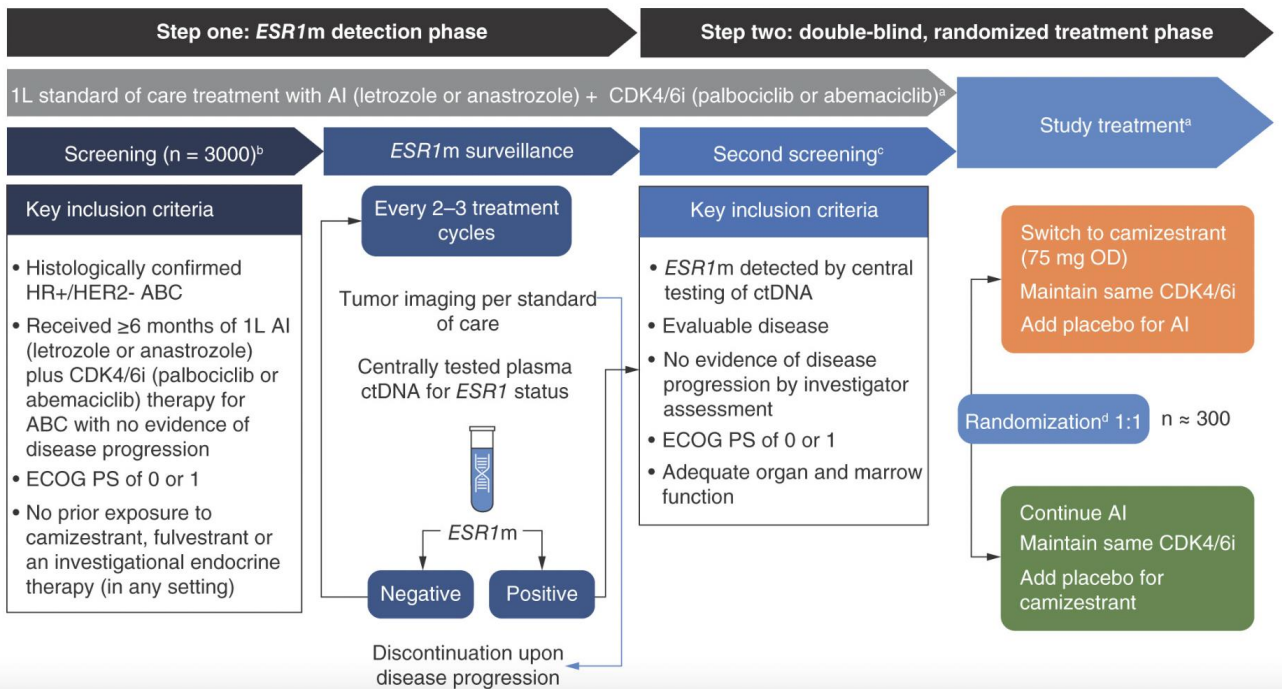 Step one: ESR1m detection phase
Step two: double-blind, randomized treatment phase
1L standard of care treatment with AI (letrozole or anastrozole) + CDK4/6i (palbociclib or abemaciclib)a
Study treatmenta
Screening (n = 3000)b
ESR1m surveillance
Second screeningc
Key inclusion criteria
• Histologically confirmed
HR+/HER2- ABC
• Received ≥6 months of 1L AI
(letrozole or anastrozole)
plus CDK4/6i (palbociclib or
abemaciclib) therapy for
ABC with no evidence of
disease progression
• ECOG PS of 0 or 1
• No prior exposure to
camizestrant, fulvestrant or
an investigational endocrine
therapy (in any setting)
Every 2–3 treatment
cycles
Tumor imaging per standard
of care
Centrally tested plasma
ctDNA for ESR1 status
ESR1m
Negative
Positive
Discontinuation upon
disease progression
Key inclusion criteria
• ESR1m detected by central
testing of ctDNA
• Evaluable disease
• No evidence of disease
progression by investigator
assessment
• ECOG PS of 0 or 1
• Adequate organ and marrow
function
Switch to camizestrant
(75 mg OD)
Maintain same CDK4/6i
Add placebo for AI
Randomizationd 1:1
n ≈ 300
Continue AI
Maintain same CDK4/6i
Add placebo for
camizestrant